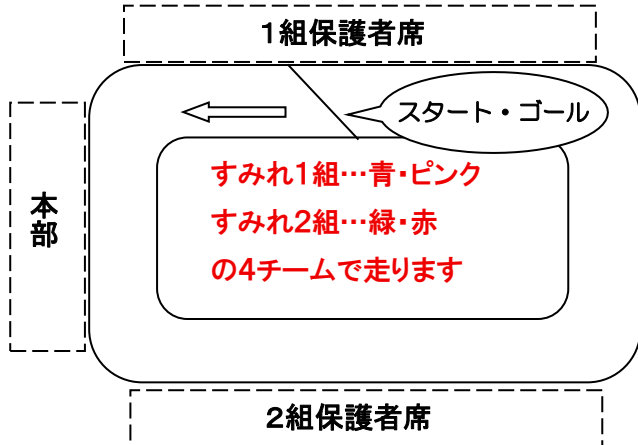 1組保護者席
スタート・ゴール
すみれ1組…青・ピンク
すみれ2組…緑・赤
の4チームで走ります
本部
2組保護者席